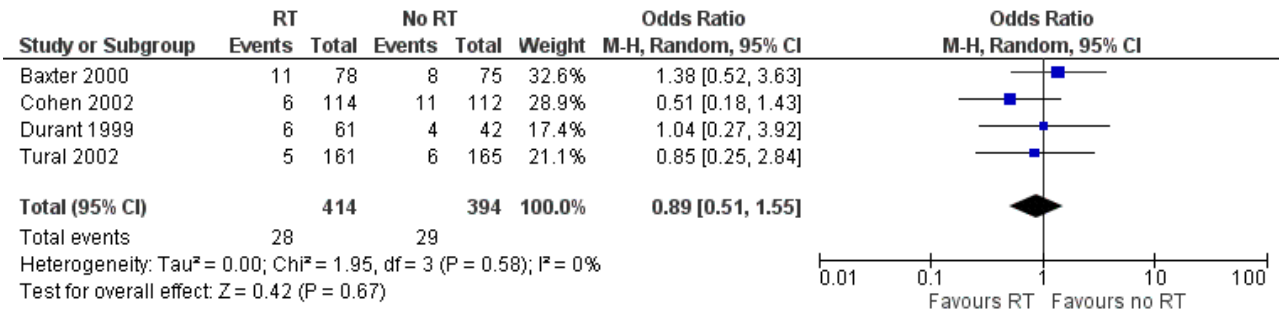 RT No RT Odds Ratio Odds Ratio
Study or Subgroup Events Total Events Total Weight M-H, Random, 95% CI M-H, Random, 95% CI
Baxter 2000 11 78 8 75 32.6% 1.38 [0.52, 3.63]
Cohen 2002 6 114 11 112 28.9% 0.51 [0.18, 1.43]
Durant 1999 6 61 4 42 17.4% 1.04 [0.27, 3.92]
Tural 2002 5 161 6 165 21.1% 0.85 [0.25, 2.84]
Total (95% CI) 414 394 100.0% 0.89 [0.51, 1.55]
Total events 28 29
Heterogeneity: Tau² = 0.00; Chi² = 1.95, df = 3 (P = 0.58); I² = 0%
Test for overall effect: Z = 0.42 (P = 0.67)
0.01 0.1 1 10 100
Favours RT Favours no RT